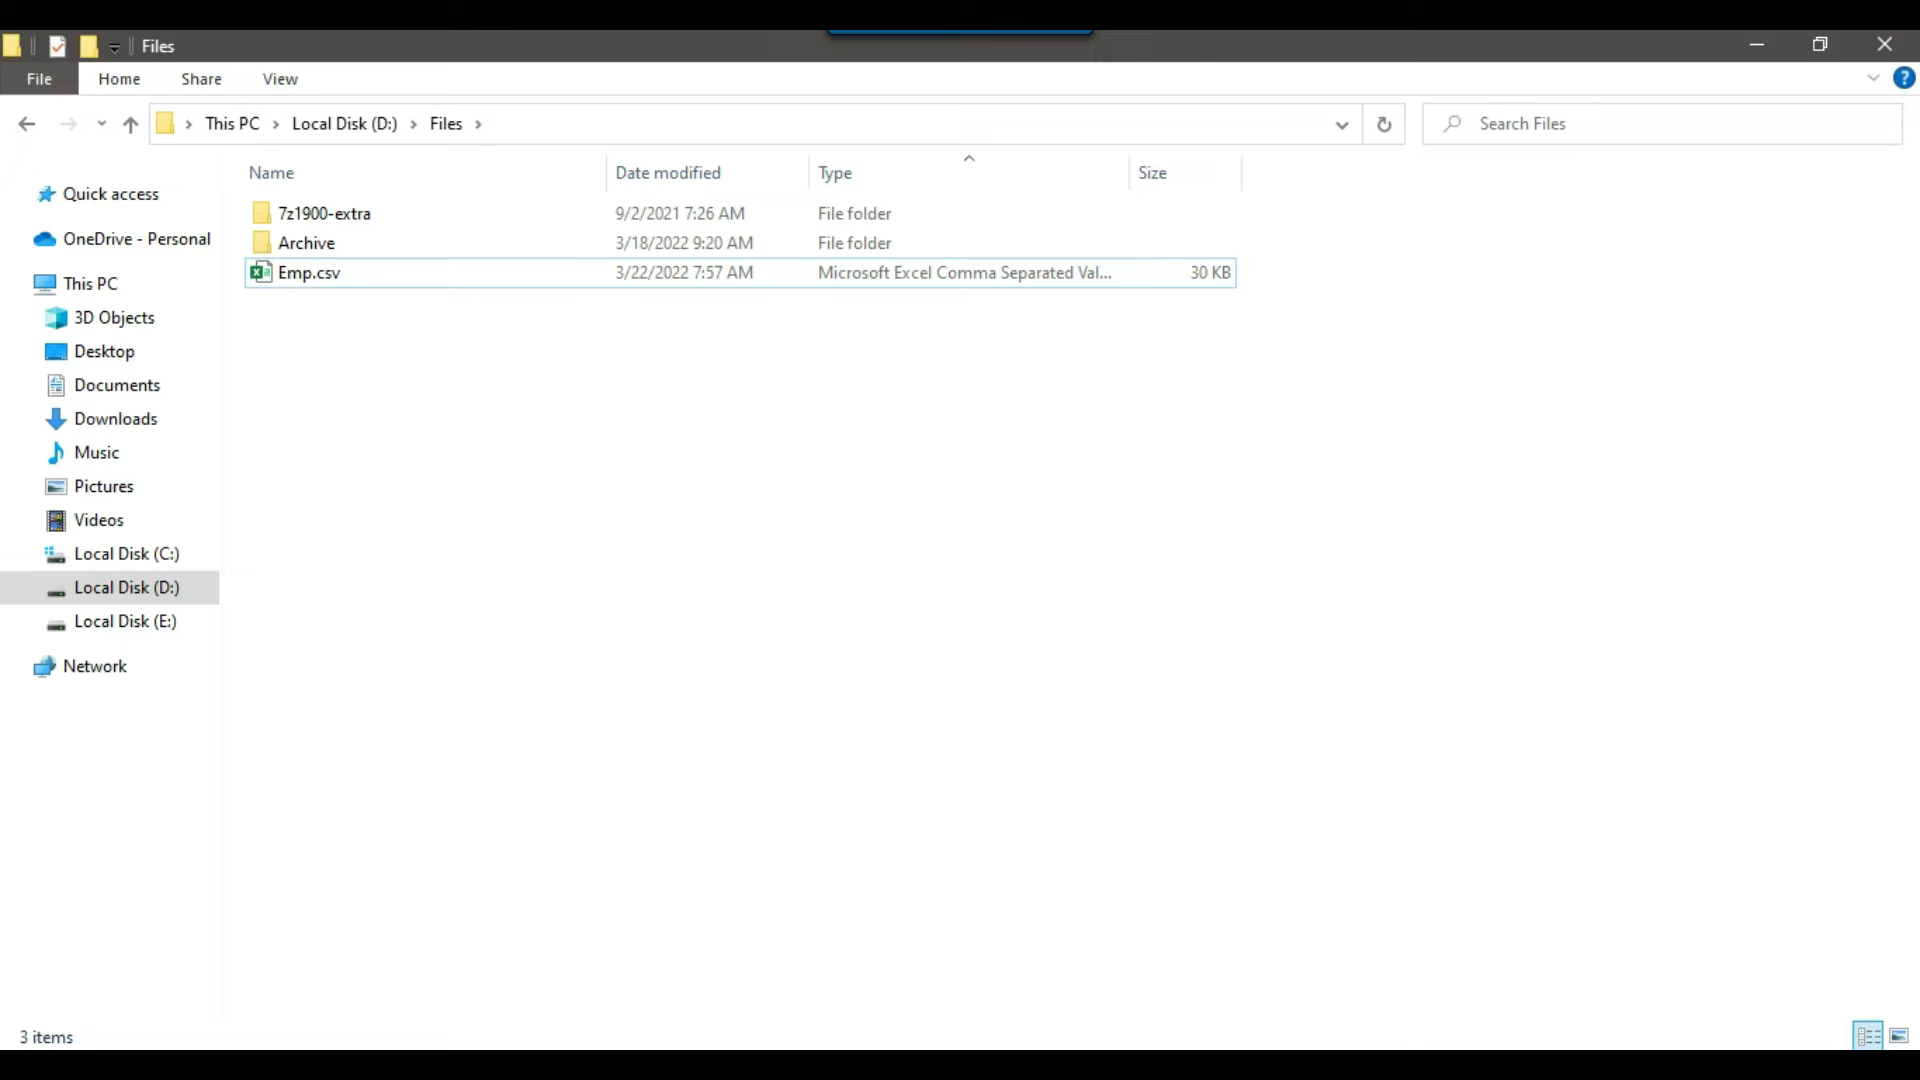 Files
File Home Share View
This PC Local Disk (D:) Files
Search Files
Name Date modified Type Size
7z1900-extra 9/2/2021 7:26 AM File folder
Archive 3/18/2022 9:20 AM File folder
Emp.csv 3/22/2022 7:57 AM Microsoft Excel Comma Separated Val... 30 KB
Quick access
OneDrive - Personal
This PC
3D Objects
Desktop
Documents
Downloads
Music
Pictures
Videos
Local Disk (C:)
Local Disk (D:)
Local Disk (E:)
Network
3 items